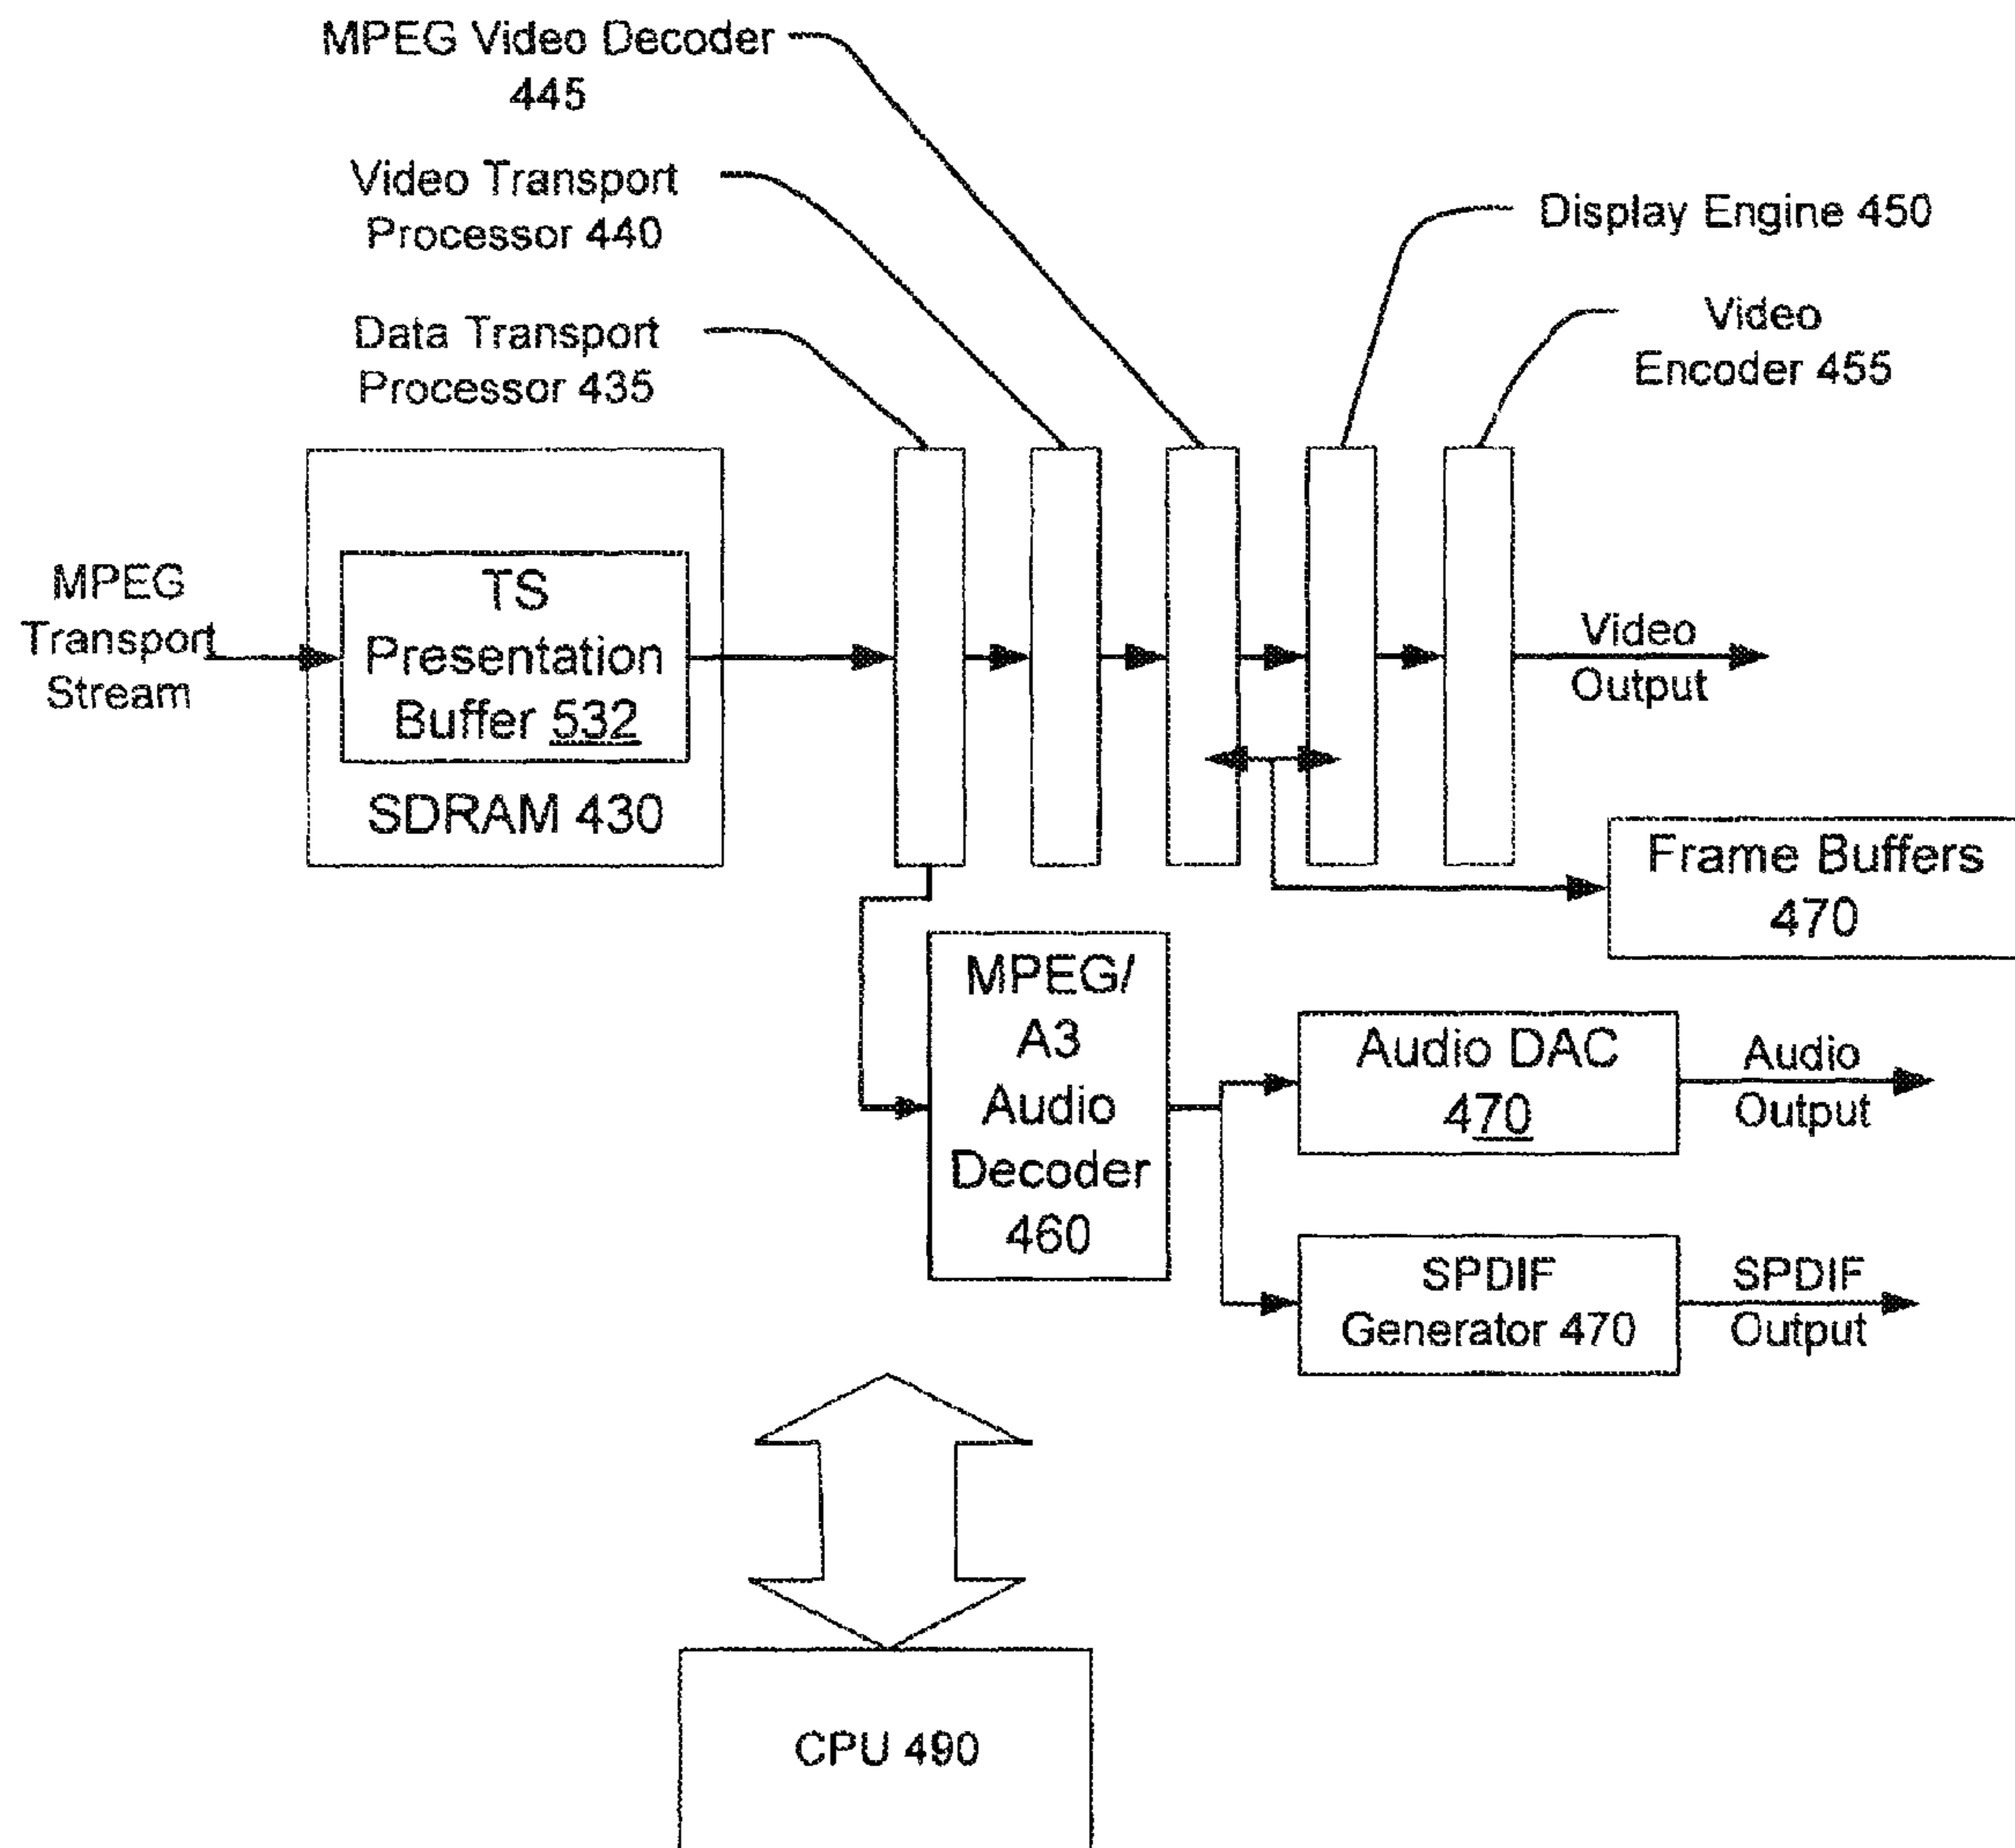 MPEG Video Decoder
445
Video Transport
Processor 440
Data Transport
Processor 435
Display Engine 450
Video
Encoder 455
MPEG
Transport
Stream
TS
Presentation
Buffer 532
SDRAM 430
Video
Output
Frame Buffers
470
MPEG/
A3
Audio
Decoder
460
Audio DAC
470
Audio
Output
SPDIF
Generator 470
SPDIF
Output
CPU 490